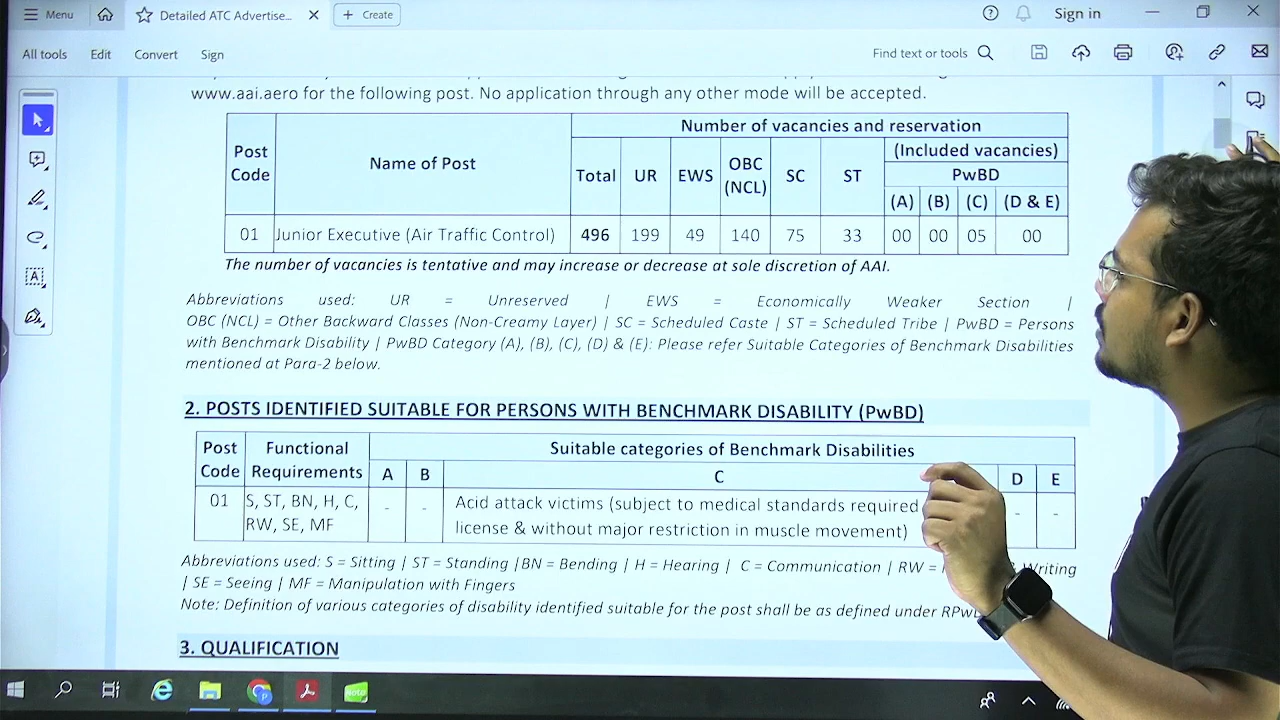 Menu
Detailed ATC Advertise...
Create
Sign in
All tools
Edit
Convert
Sign
Find text or tools
www.aai.aero for the following post. No application through any other mode will be accepted.
Post Code
Name of Post
Number of vacancies and reservation
Total
UR
EWS
OBC (NCL)
SC
ST
(Included vacancies)
PwBD
(A)
(B)
(C)
(D & E)
01 Junior Executive (Air Traffic Control) 496 199 49 140 75 33 00 00 05 00
The number of vacancies is tentative and may increase or decrease at sole discretion of AAI.
Abbreviations used: UR = Unreserved | EWS = Economically Weaker Section |
OBC (NCL) = Other Backward Classes (Non-Creamy Layer) | SC = Scheduled Caste | ST = Scheduled Tribe | PwBD = Persons
with Benchmark Disability | PwBD Category (A), (B), (C), (D) & (E): Please refer Suitable Categories of Benchmark Disabilities
mentioned at Para-2 below.
2. POSTS IDENTIFIED SUITABLE FOR PERSONS WITH BENCHMARK DISABILITY (PwBD)
Post Code
Functional Requirements
Suitable categories of Benchmark Disabilities
A
B
C
D
E
01
S, ST, BN, H, C,
RW, SE, MF
-
-
Acid attack victims (subject to medical standards required
license & without major restriction in muscle movement)
-
-
Abbreviations used: S = Sitting | ST = Standing |BN = Bending | H = Hearing | C = Communication | RW = Writing
| SE = Seeing | MF = Manipulation with Fingers
Note: Definition of various categories of disability identified suitable for the post shall be as defined under
3. QUALIFICATION